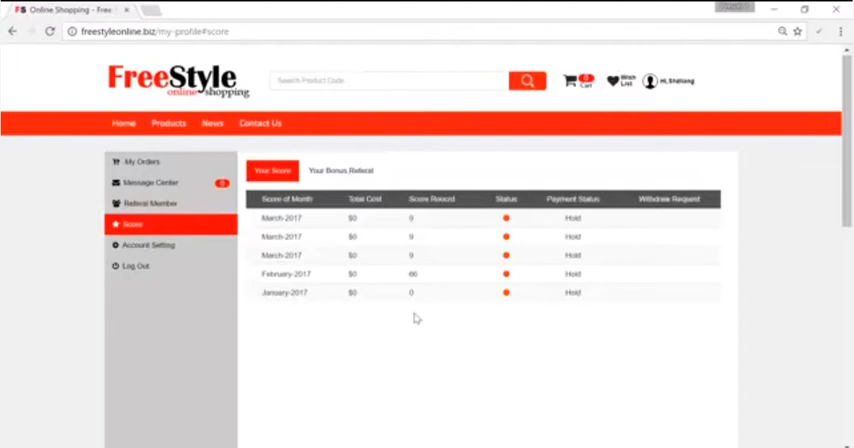 FS Online Shopping - Free
freestyleonline.biz/my-profile#score
FreeStyle
online shopping
Search Product Code
0
Cart
Wish
List
Hi, Shahang
Home Products News Contact Us
My Orders
Message Center 0
Referral Member
Score
Account Setting
Log Out
Your Score Your Bonus Referral
Score of Month Total Cost Score Record Status Payment Status Withdraw Request
March-2017 $0 9 Hold
March-2017 $0 9 Hold
March-2017 $0 9 Hold
February-2017 $0 66 Hold
January-2017 $0 0 Hold